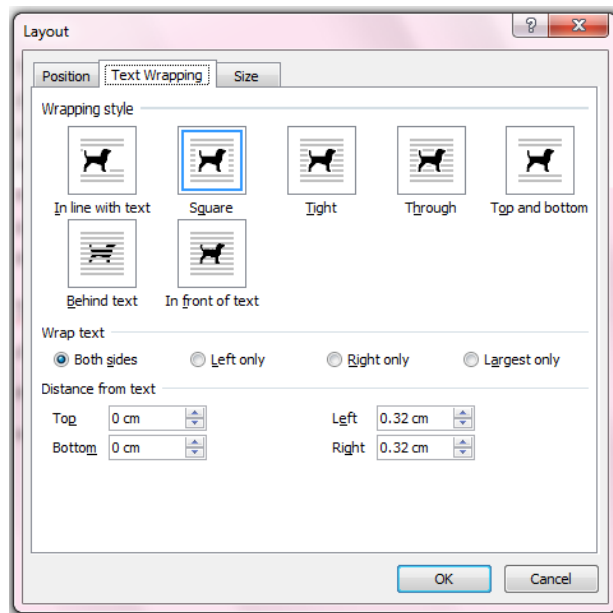 Layout
Position Text Wrapping Size
Wrapping style
In line with text Square Tight Through Top and bottom
Behind text In front of text
Wrap text
Both sides Left only Right only Largest only
Distance from text
Top 0 cm Left 0.32 cm
Bottom 0 cm Right 0.32 cm
OK Cancel